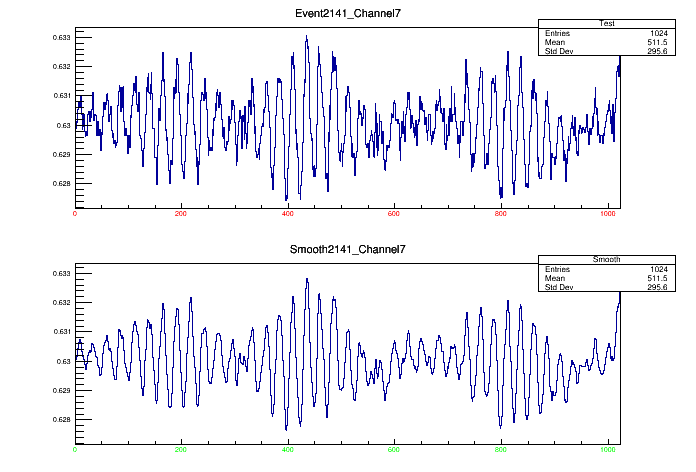 Event2141_Channel7
Test
Entries 1024
Mean 511.5
Std Dev 295.6
0.633
0.632
0.631
0.63
0.629
0.628
0 200 400 600 800 1000
Smooth2141_Channel7
Smooth
Entries 1024
Mean 511.5
Std Dev 295.6
0.633
0.632
0.631
0.63
0.629
0.628
0 200 400 600 800 1000